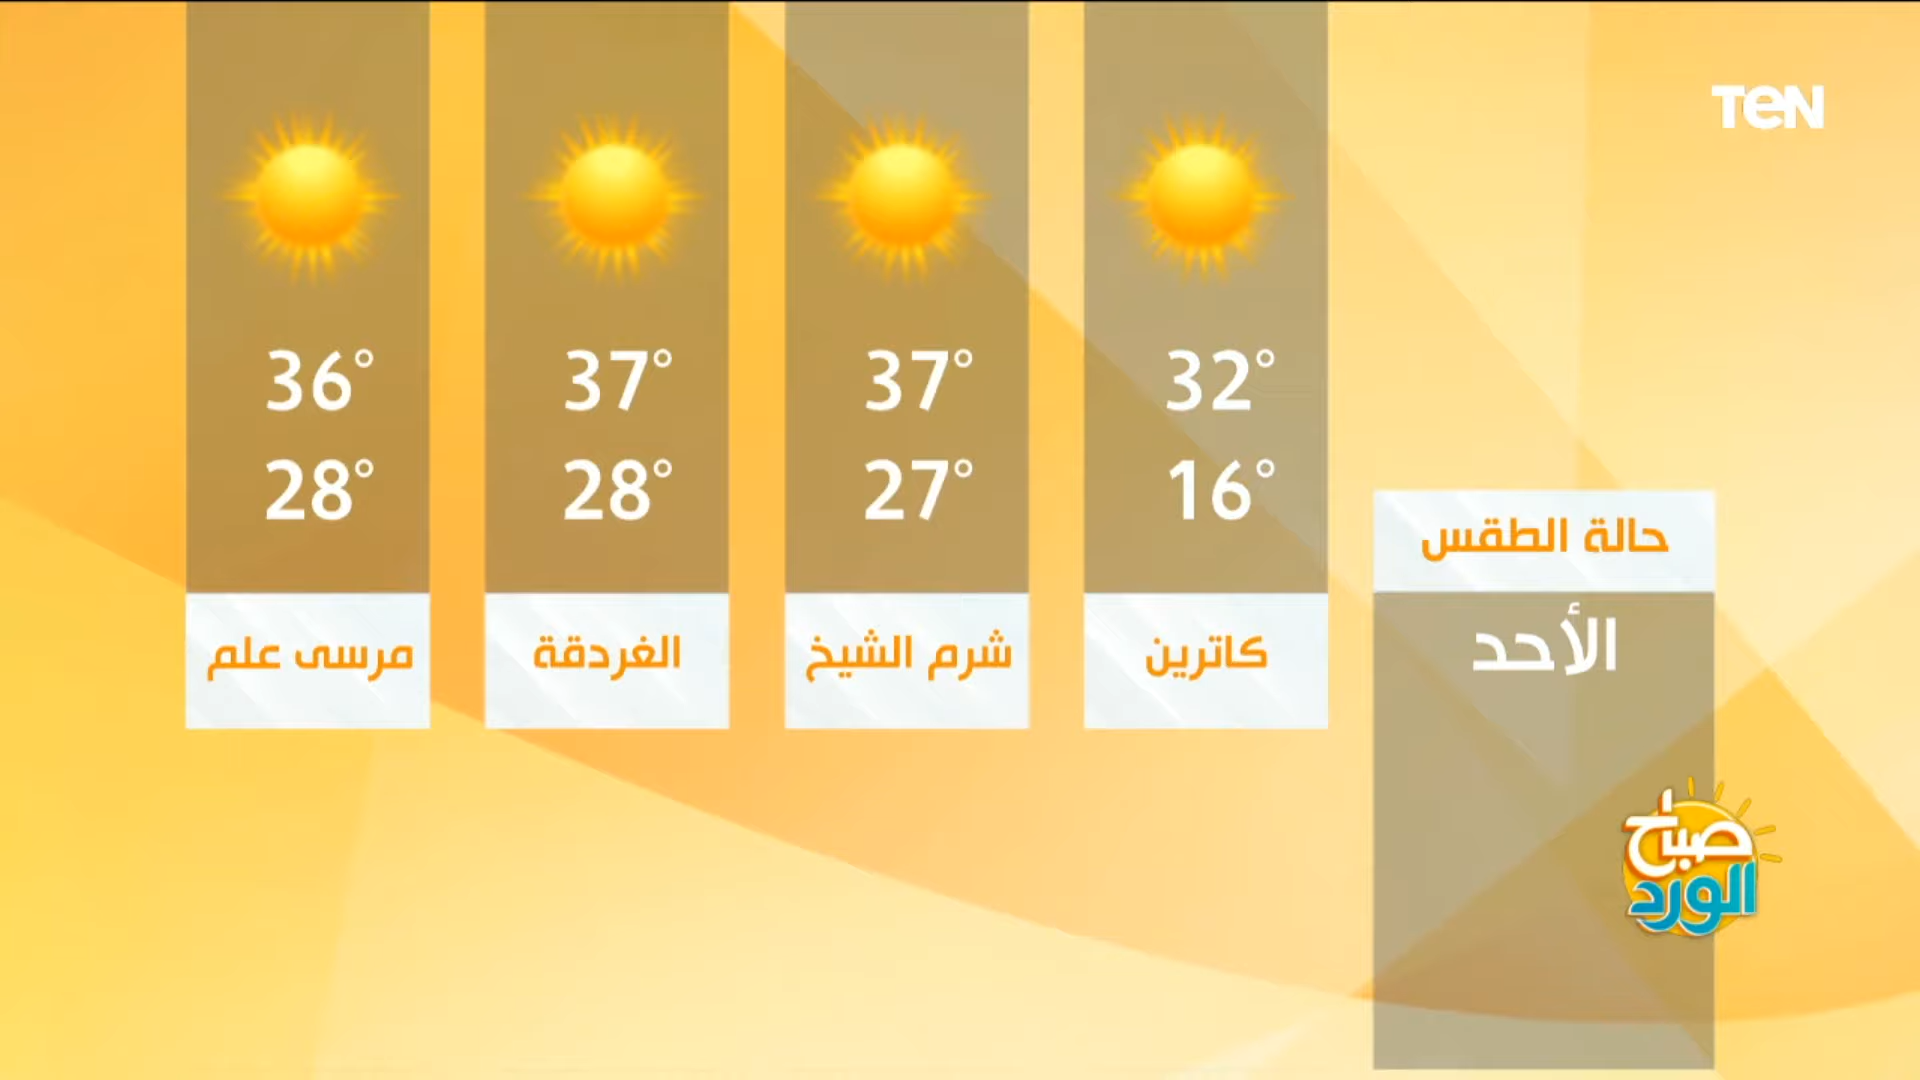 TEN
32° 37° 37° 36°
16° 27° 28° 28°
كاترين شرم الشيخ الغردقة مرسى علم
حالة الطقس
الأحد
صباح
الورد